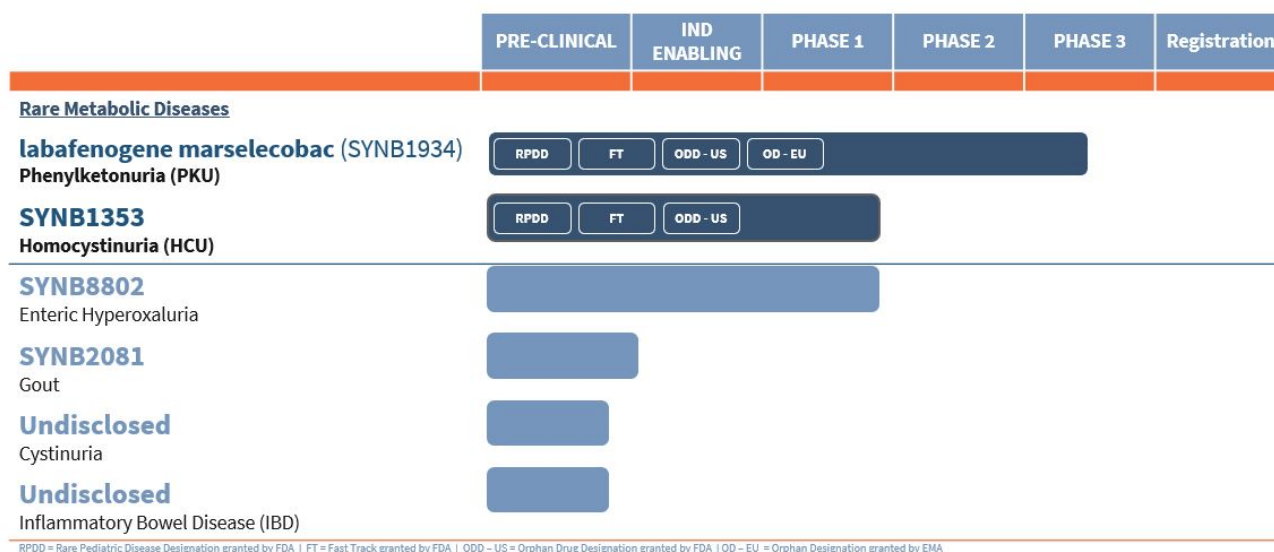 PRE-CLINICAL IND ENABLING PHASE 1 PHASE 2 PHASE 3 Registration
Rare Metabolic Diseases
labafenogene marselecobac (SYNB1934)
RPDD FT ODD - US OD - EU
Phenylketonuria (PKU)
SYNB1353
RPDD FT ODD - US
Homocystinuria (HCU)
SYNB8802
Enteric Hyperoxaluria
SYNB2081
Gout
Undisclosed
Cystinuria
Undisclosed
Inflammatory Bowel Disease (IBD)
RPDD = Rare Pediatric Disease Designation granted by FDA | FT = Fast Track granted by FDA | ODD – US = Orphan Drug Designation granted by FDA | OD – EU = Orphan Designation granted by EMA